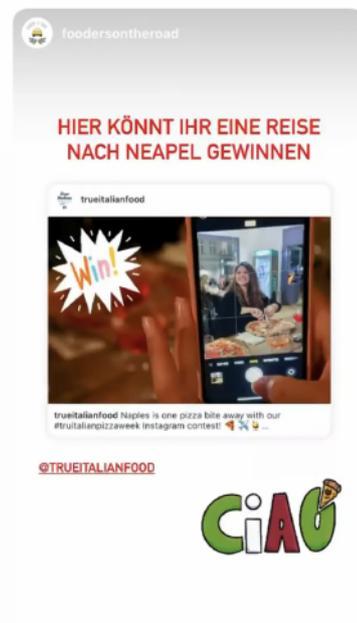 foodersontheroad
HIER KÖNNT IHR EINE REISE
NACH NEAPEL GEWINNEN
trueitalianfood
Win!
trueitalianfood Naples is one pizza bite away with our
#truitalianpizzaweek Instagram contest! 🍕✈️...
@TRUEITALIANFOOD
CiAO